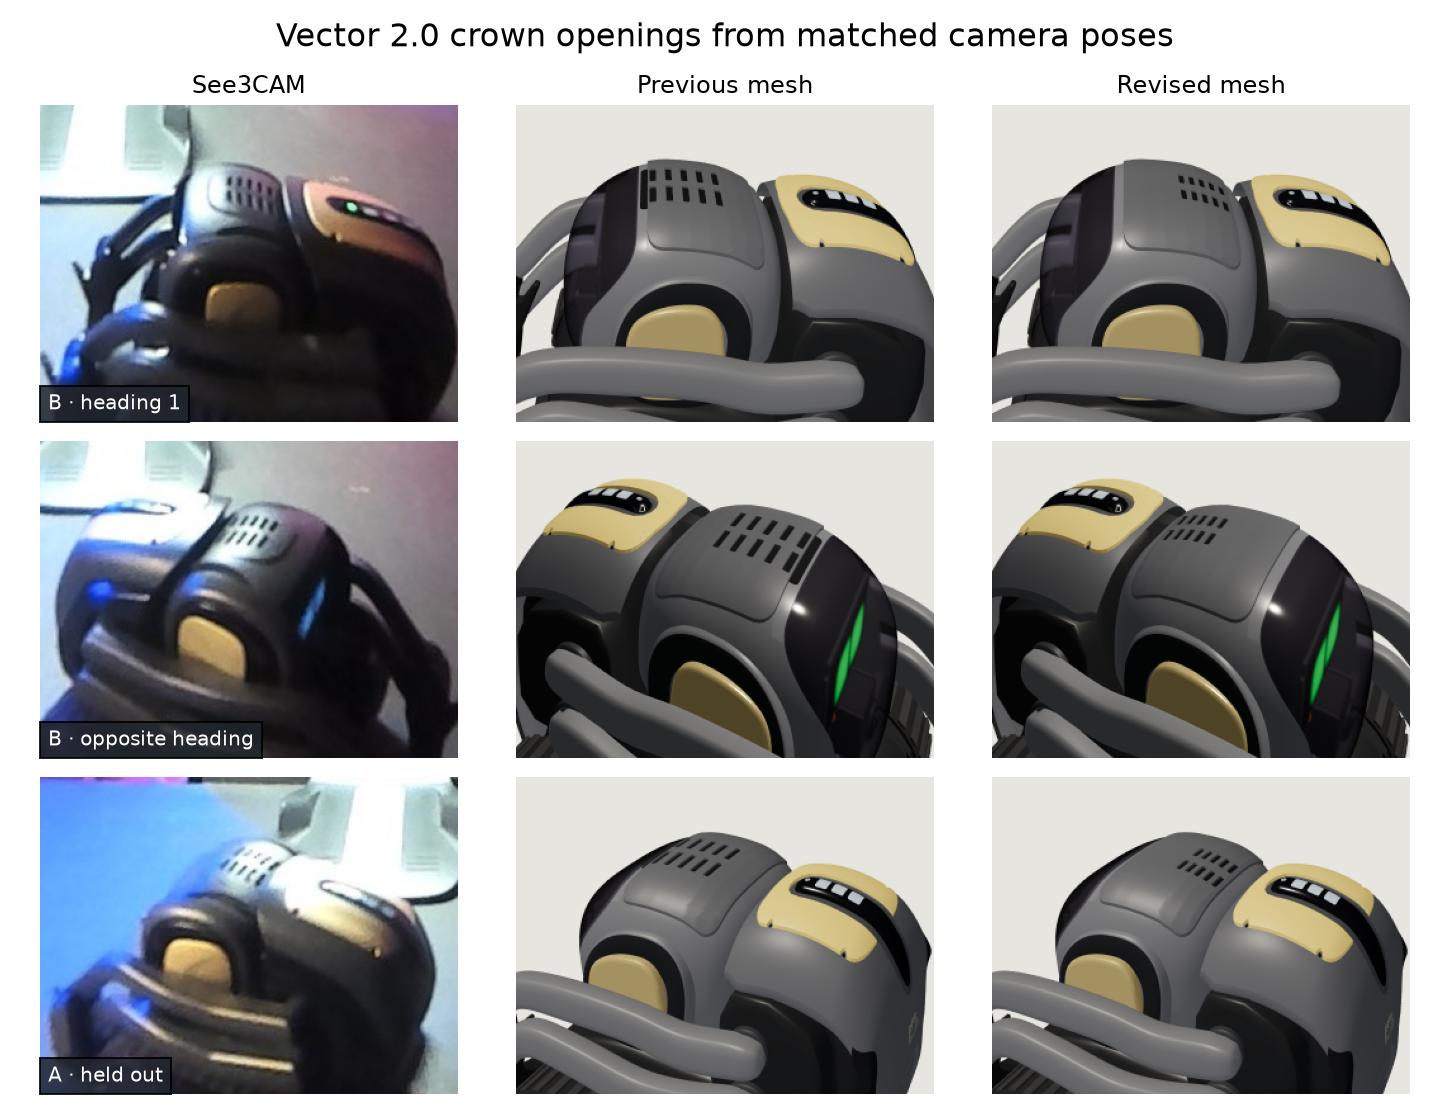 Vector 2.0 crown openings from matched camera poses
See3CAM
Previous mesh
Revised mesh
B · heading 1
B · opposite heading
A · held out